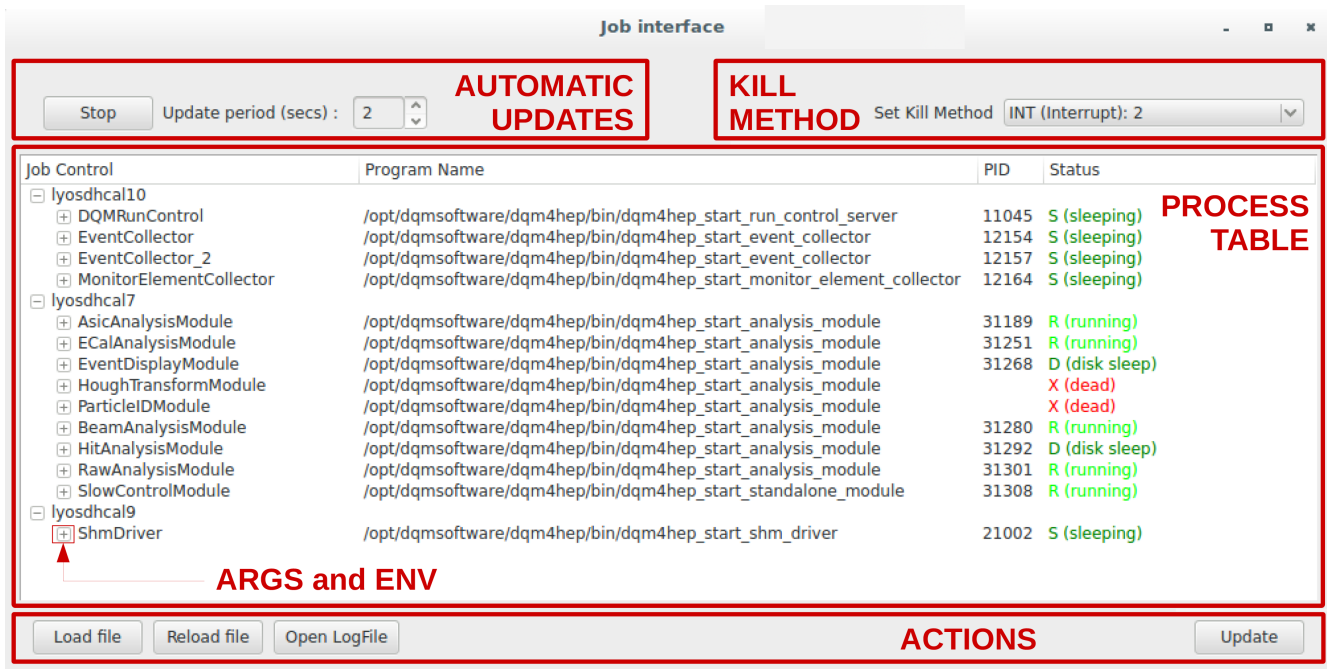 Job interface
AUTOMATIC
UPDATES
Stop Update period (secs) : 2
KILL
METHOD
Set Kill Method INT (Interrupt): 2
Job Control Program Name PID Status
PROCESS
TABLE
lyosdhcal10
DQMRunControl /opt/dqmsoftware/dqm4hep/bin/dqm4hep_start_run_control_server 11045 S (sleeping)
EventCollector /opt/dqmsoftware/dqm4hep/bin/dqm4hep_start_event_collector 12154 S (sleeping)
EventCollector_2 /opt/dqmsoftware/dqm4hep/bin/dqm4hep_start_event_collector 12157 S (sleeping)
MonitorElementCollector /opt/dqmsoftware/dqm4hep/bin/dqm4hep_start_monitor_element_collector 12164 S (sleeping)
lyosdhcal7
AsicAnalysisModule /opt/dqmsoftware/dqm4hep/bin/dqm4hep_start_analysis_module 31189 R (running)
ECalAnalysisModule /opt/dqmsoftware/dqm4hep/bin/dqm4hep_start_analysis_module 31251 R (running)
EventDisplayModule /opt/dqmsoftware/dqm4hep/bin/dqm4hep_start_analysis_module 31268 D (disk sleep)
HoughTransformModule /opt/dqmsoftware/dqm4hep/bin/dqm4hep_start_analysis_module X (dead)
ParticleIDModule /opt/dqmsoftware/dqm4hep/bin/dqm4hep_start_analysis_module X (dead)
BeamAnalysisModule /opt/dqmsoftware/dqm4hep/bin/dqm4hep_start_analysis_module 31280 R (running)
HitAnalysisModule /opt/dqmsoftware/dqm4hep/bin/dqm4hep_start_analysis_module 31292 D (disk sleep)
RawAnalysisModule /opt/dqmsoftware/dqm4hep/bin/dqm4hep_start_analysis_module 31301 R (running)
SlowControlModule /opt/dqmsoftware/dqm4hep/bin/dqm4hep_start_standalone_module 31308 R (running)
lyosdhcal9
ShmDriver /opt/dqmsoftware/dqm4hep/bin/dqm4hep_start_shm_driver 21002 S (sleeping)
ARGS and ENV
Load file Reload file Open LogFile ACTIONS Update